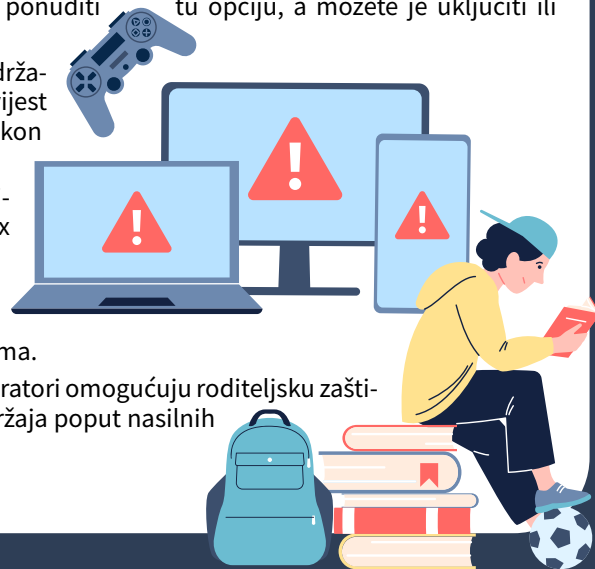 ponuditi tu opciju, a možete je uključiti ili
drža-
ijest
kon
-
x
ma.
ratori omogućuju roditeljsku zašti-
ržaja poput nasilnih